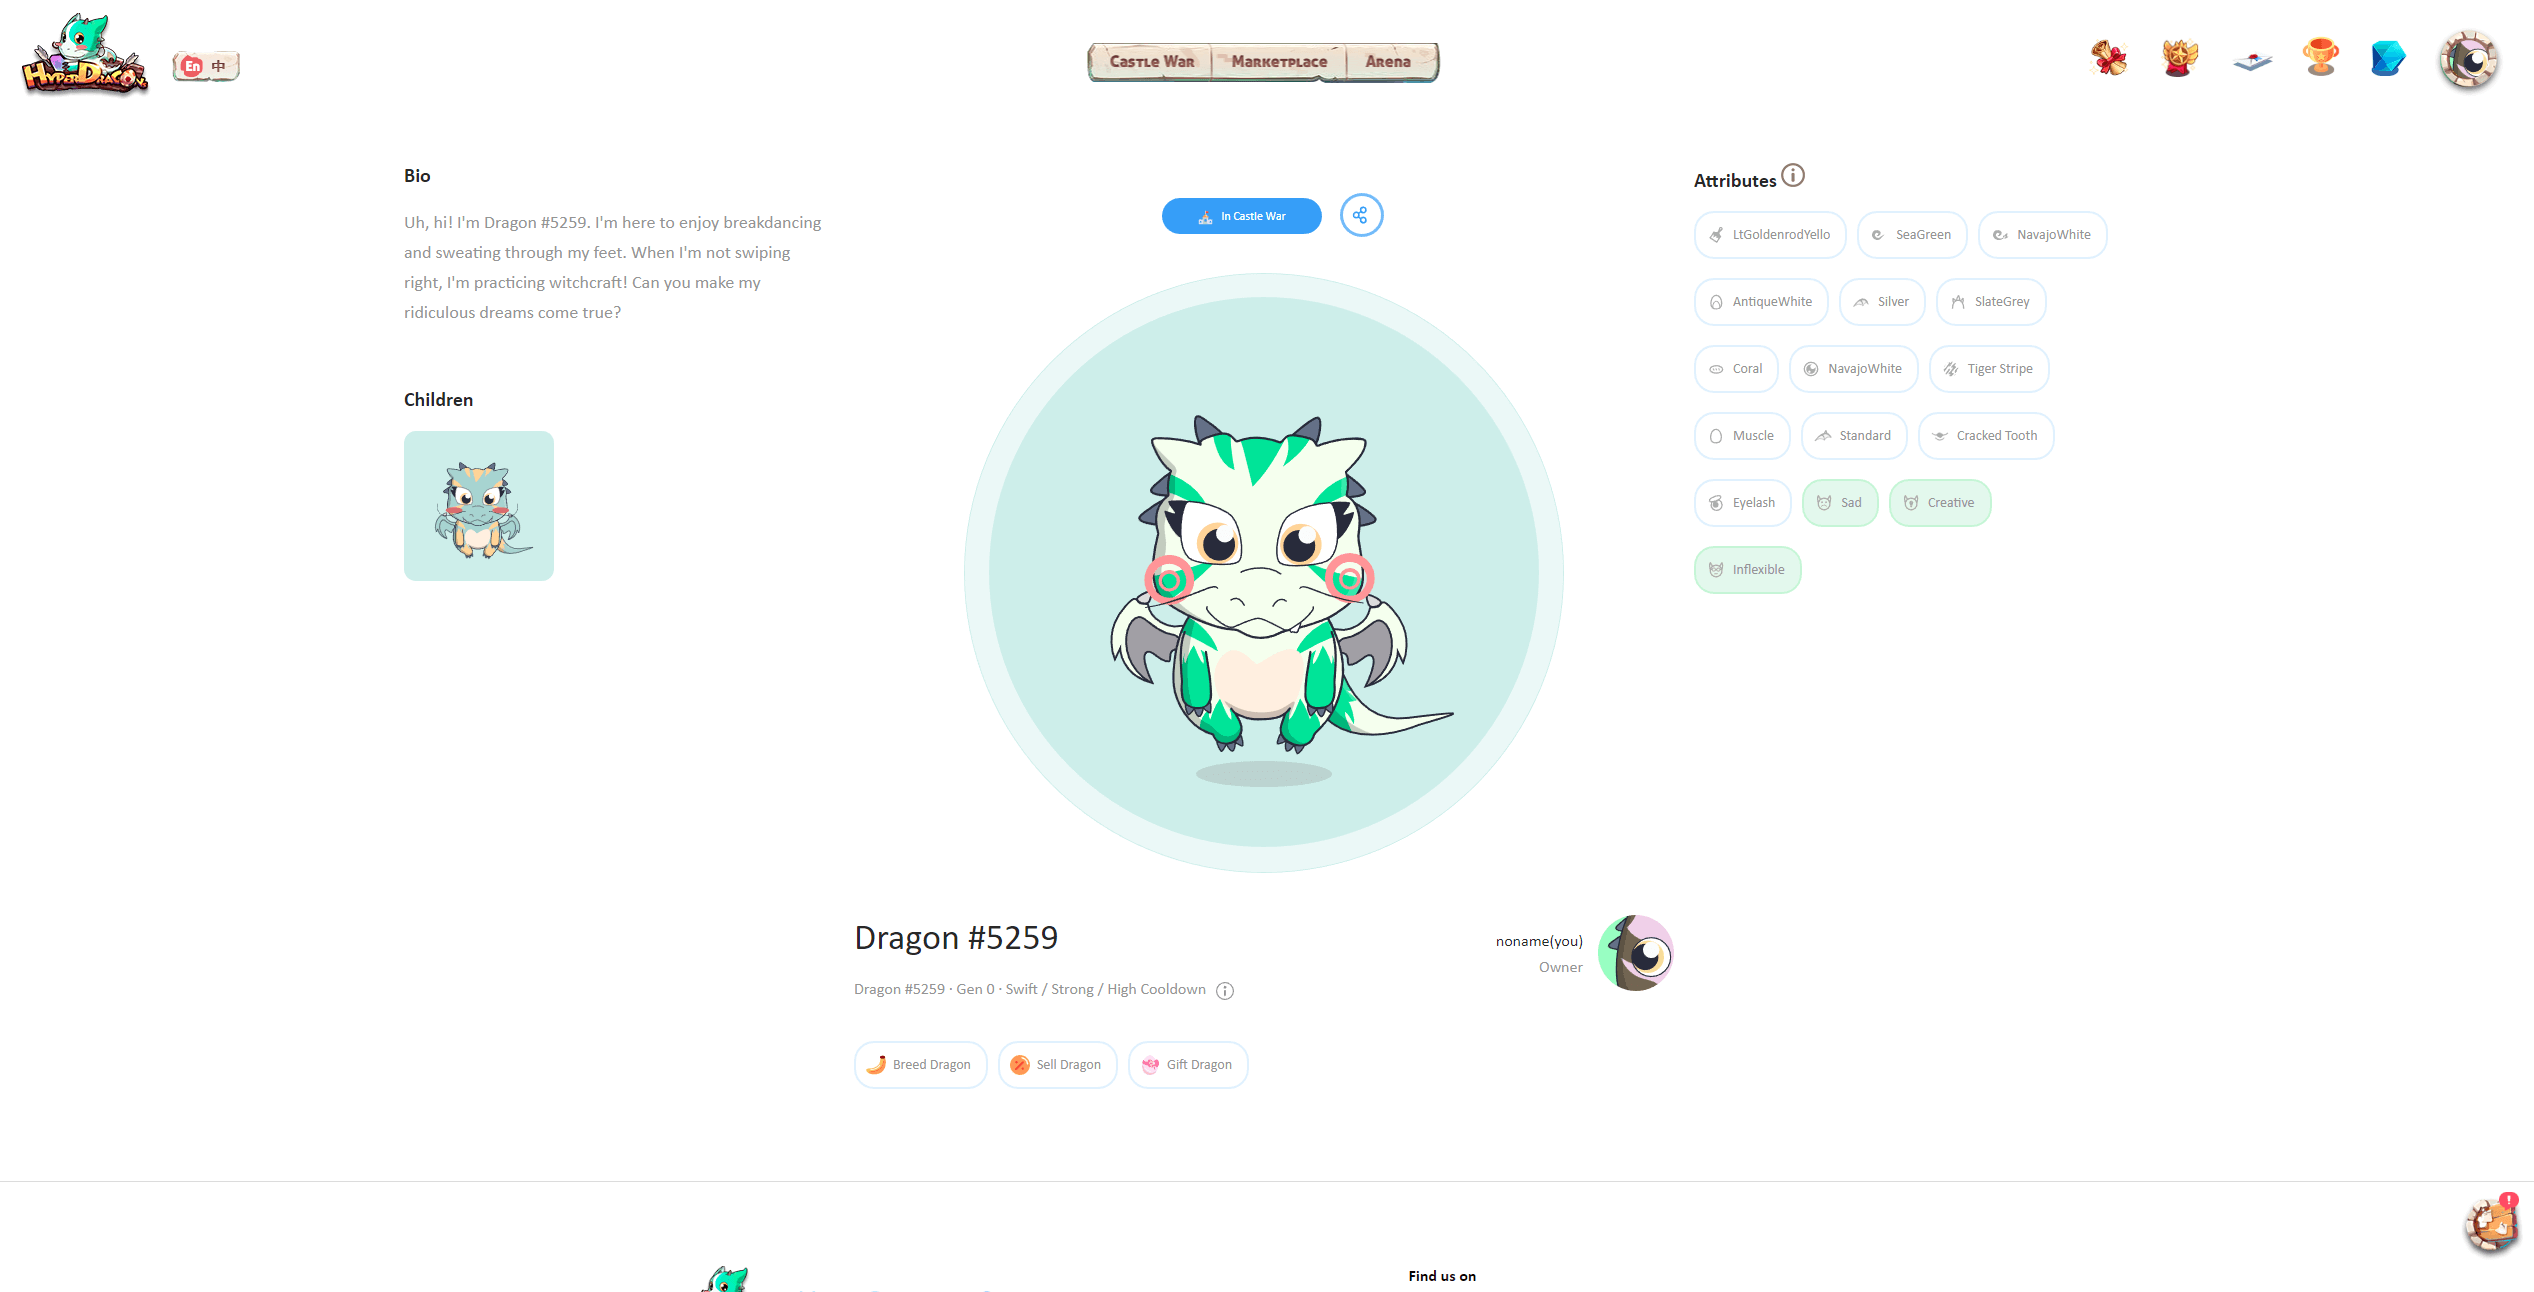 HyperDragon
En 中
Castle War
Marketplace
Arena
Bio
Uh, hi! I'm Dragon #5259. I'm here to enjoy breakdancing
and sweating through my feet. When I'm not swiping
right, I'm practicing witchcraft! Can you make my
ridiculous dreams come true?
Children
In Castle War
Attributes
LtGoldenrodYello
SeaGreen
NavajoWhite
AntiqueWhite
Silver
SlateGrey
Coral
NavajoWhite
Tiger Stripe
Muscle
Standard
Cracked Tooth
Eyelash
Sad
Creative
Inflexible
Dragon #5259
Dragon #5259 · Gen 0 · Swift / Strong / High Cooldown
noname(you)
Owner
Breed Dragon
Sell Dragon
Gift Dragon
Find us on